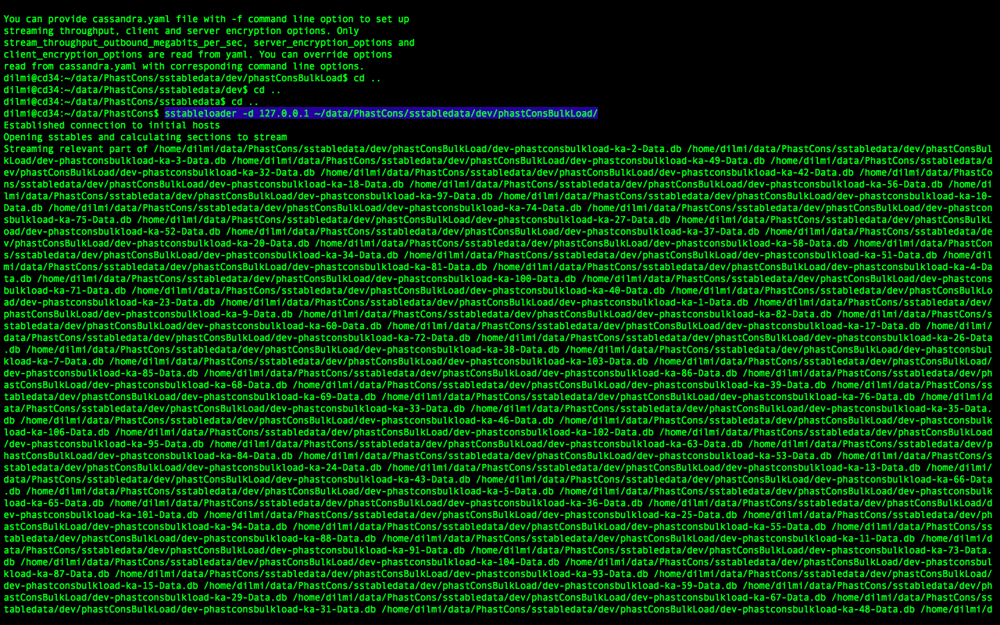 You can provide cassandra.yaml file with -f command line option to set up
streaming throughput, client and server encryption options. Only
stream_throughput_outbound_megabits_per_sec, server_encryption_options and
client_encryption_options are read from yaml. You can override options
read from cassandra.yaml with corresponding command line options.
dilmi@cd34:~/data/PhastCons/sstabledata/dev/phastConsBulkLoad$ cd ..
dilmi@cd34:~/data/PhastCons/sstabledata/dev$ cd ..
dilmi@cd34:~/data/PhastCons/sstabledata$ cd ..
dilmi@cd34:~/data/PhastCons$ sstableloader -d 127.0.0.1 ~/data/PhastCons/sstabledata/dev/phastConsBulkLoad/
Established connection to initial hosts
Opening sstables and calculating sections to stream
Streaming relevant part of /home/dilmi/data/PhastCons/sstabledata/dev/phastConsBulkLoad/dev-phastconsbulkload-ka-2-Data.db /home/dilmi/data/PhastCons/sstabledata/dev/phastConsBul
kLoad/dev-phastconsbulkload-ka-3-Data.db /home/dilmi/data/PhastCons/sstabledata/dev/phastConsBulkLoad/dev-phastconsbulkload-ka-49-Data.db /home/dilmi/data/PhastCons/sstabledata/d
ev/phastConsBulkLoad/dev-phastconsbulkload-ka-32-Data.db /home/dilmi/data/PhastCons/sstabledata/dev/phastConsBulkLoad/dev-phastconsbulkload-ka-42-Data.db /home/dilmi/data/PhastCo
ns/sstabledata/dev/phastConsBulkLoad/dev-phastconsbulkload-ka-18-Data.db /home/dilmi/data/PhastCons/sstabledata/dev/phastConsBulkLoad/dev-phastconsbulkload-ka-56-Data.db /home/di
lmi/data/PhastCons/sstabledata/dev/phastConsBulkLoad/dev-phastconsbulkload-ka-97-Data.db /home/dilmi/data/PhastCons/sstabledata/dev/phastConsBulkLoad/dev-phastconsbulkload-ka-10-
Data.db /home/dilmi/data/PhastCons/sstabledata/dev/phastConsBulkLoad/dev-phastconsbulkload-ka-74-Data.db /home/dilmi/data/PhastCons/sstabledata/dev/phastConsBulkLoad/dev-phastcon
sbulkload-ka-75-Data.db /home/dilmi/data/PhastCons/sstabledata/dev/phastConsBulkLoad/dev-phastconsbulkload-ka-27-Data.db /home/dilmi/data/PhastCons/sstabledata/dev/phastConsBulkL
oad/dev-phastconsbulkload-ka-52-Data.db /home/dilmi/data/PhastCons/sstabledata/dev/phastConsBulkLoad/dev-phastconsbulkload-ka-37-Data.db /home/dilmi/data/PhastCons/sstabledata/de
v/phastConsBulkLoad/dev-phastconsbulkload-ka-20-Data.db /home/dilmi/data/PhastCons/sstabledata/dev/phastConsBulkLoad/dev-phastconsbulkload-ka-58-Data.db /home/dilmi/data/PhastCon
s/sstabledata/dev/phastConsBulkLoad/dev-phastconsbulkload-ka-34-Data.db /home/dilmi/data/PhastCons/sstabledata/dev/phastConsBulkLoad/dev-phastconsbulkload-ka-51-Data.db /home/dil
mi/data/PhastCons/sstabledata/dev/phastConsBulkLoad/dev-phastconsbulkload-ka-81-Data.db /home/dilmi/data/PhastCons/sstabledata/dev/phastConsBulkLoad/dev-phastconsbulkload-ka-4-Da
ta.db /home/dilmi/data/PhastCons/sstabledata/dev/phastConsBulkLoad/dev-phastconsbulkload-ka-100-Data.db /home/dilmi/data/PhastCons/sstabledata/dev/phastConsBulkLoad/dev-phastcons
bulkload-ka-71-Data.db /home/dilmi/data/PhastCons/sstabledata/dev/phastConsBulkLoad/dev-phastconsbulkload-ka-40-Data.db /home/dilmi/data/PhastCons/sstabledata/dev/phastConsBulkLo
ad/dev-phastconsbulkload-ka-23-Data.db /home/dilmi/data/PhastCons/sstabledata/dev/phastConsBulkLoad/dev-phastconsbulkload-ka-1-Data.db /home/dilmi/data/PhastCons/sstabledata/dev/
phastConsBulkLoad/dev-phastconsbulkload-ka-9-Data.db /home/dilmi/data/PhastCons/sstabledata/dev/phastConsBulkLoad/dev-phastconsbulkload-ka-82-Data.db /home/dilmi/data/PhastCons/s
stabledata/dev/phastConsBulkLoad/dev-phastconsbulkload-ka-60-Data.db /home/dilmi/data/PhastCons/sstabledata/dev/phastConsBulkLoad/dev-phastconsbulkload-ka-17-Data.db /home/dilmi/
data/PhastCons/sstabledata/dev/phastConsBulkLoad/dev-phastconsbulkload-ka-72-Data.db /home/dilmi/data/PhastCons/sstabledata/dev/phastConsBulkLoad/dev-phastconsbulkload-ka-26-Data
.db /home/dilmi/data/PhastCons/sstabledata/dev/phastConsBulkLoad/dev-phastconsbulkload-ka-38-Data.db /home/dilmi/data/PhastCons/sstabledata/dev/phastConsBulkLoad/dev-phastconsbul
kload-ka-7-Data.db /home/dilmi/data/PhastCons/sstabledata/dev/phastConsBulkLoad/dev-phastconsbulkload-ka-103-Data.db /home/dilmi/data/PhastCons/sstabledata/dev/phastConsBulkLoad/
dev-phastconsbulkload-ka-85-Data.db /home/dilmi/data/PhastCons/sstabledata/dev/phastConsBulkLoad/dev-phastconsbulkload-ka-86-Data.db /home/dilmi/data/PhastCons/sstabledata/dev/ph
astConsBulkLoad/dev-phastconsbulkload-ka-68-Data.db /home/dilmi/data/PhastCons/sstabledata/dev/phastConsBulkLoad/dev-phastconsbulkload-ka-39-Data.db /home/dilmi/data/PhastCons/ss
tabledata/dev/phastConsBulkLoad/dev-phastconsbulkload-ka-69-Data.db /home/dilmi/data/PhastCons/sstabledata/dev/phastConsBulkLoad/dev-phastconsbulkload-ka-76-Data.db /home/dilmi/d
ata/PhastCons/sstabledata/dev/phastConsBulkLoad/dev-phastconsbulkload-ka-33-Data.db /home/dilmi/data/PhastCons/sstabledata/dev/phastConsBulkLoad/dev-phastconsbulkload-ka-35-Data.
db /home/dilmi/data/PhastCons/sstabledata/dev/phastConsBulkLoad/dev-phastconsbulkload-ka-46-Data.db /home/dilmi/data/PhastCons/sstabledata/dev/phastConsBulkLoad/dev-phastconsbulk
load-ka-106-Data.db /home/dilmi/data/PhastCons/sstabledata/dev/phastConsBulkLoad/dev-phastconsbulkload-ka-102-Data.db /home/dilmi/data/PhastCons/sstabledata/dev/phastConsBulkLoad
/dev-phastconsbulkload-ka-95-Data.db /home/dilmi/data/PhastCons/sstabledata/dev/phastConsBulkLoad/dev-phastconsbulkload-ka-63-Data.db /home/dilmi/data/PhastCons/sstabledata/dev/p
hastConsBulkLoad/dev-phastconsbulkload-ka-84-Data.db /home/dilmi/data/PhastCons/sstabledata/dev/phastConsBulkLoad/dev-phastconsbulkload-ka-53-Data.db /home/dilmi/data/PhastCons/s
stabledata/dev/phastConsBulkLoad/dev-phastconsbulkload-ka-24-Data.db /home/dilmi/data/PhastCons/sstabledata/dev/phastConsBulkLoad/dev-phastconsbulkload-ka-13-Data.db /home/dilmi/
data/PhastCons/sstabledata/dev/phastConsBulkLoad/dev-phastconsbulkload-ka-43-Data.db /home/dilmi/data/PhastCons/sstabledata/dev/phastConsBulkLoad/dev-phastconsbulkload-ka-66-Data
.db /home/dilmi/data/PhastCons/sstabledata/dev/phastConsBulkLoad/dev-phastconsbulkload-ka-5-Data.db /home/dilmi/data/PhastCons/sstabledata/dev/phastConsBulkLoad/dev-phastconsbulk
load-ka-65-Data.db /home/dilmi/data/PhastCons/sstabledata/dev/phastConsBulkLoad/dev-phastconsbulkload-ka-36-Data.db /home/dilmi/data/PhastCons/sstabledata/dev/phastConsBulkLoad/d
ev-phastconsbulkload-ka-101-Data.db /home/dilmi/data/PhastCons/sstabledata/dev/phastConsBulkLoad/dev-phastconsbulkload-ka-25-Data.db /home/dilmi/data/PhastCons/sstabledata/dev/ph
astConsBulkLoad/dev-phastconsbulkload-ka-94-Data.db /home/dilmi/data/PhastCons/sstabledata/dev/phastConsBulkLoad/dev-phastconsbulkload-ka-55-Data.db /home/dilmi/data/PhastCons/ss
tabledata/dev/phastConsBulkLoad/dev-phastconsbulkload-ka-88-Data.db /home/dilmi/data/PhastCons/sstabledata/dev/phastConsBulkLoad/dev-phastconsbulkload-ka-11-Data.db /home/dilmi/d
ata/PhastCons/sstabledata/dev/phastConsBulkLoad/dev-phastconsbulkload-ka-91-Data.db /home/dilmi/data/PhastCons/sstabledata/dev/phastConsBulkLoad/dev-phastconsbulkload-ka-73-Data.
db /home/dilmi/data/PhastCons/sstabledata/dev/phastConsBulkLoad/dev-phastconsbulkload-ka-104-Data.db /home/dilmi/data/PhastCons/sstabledata/dev/phastConsBulkLoad/dev-phastconsbul
kload-ka-87-Data.db /home/dilmi/data/PhastCons/sstabledata/dev/phastConsBulkLoad/dev-phastconsbulkload-ka-93-Data.db /home/dilmi/data/PhastCons/sstabledata/dev/phastConsBulkLoad/
dev-phastconsbulkload-ka-15-Data.db /home/dilmi/data/PhastCons/sstabledata/dev/phastConsBulkLoad/dev-phastconsbulkload-ka-59-Data.db /home/dilmi/data/PhastCons/sstabledata/dev/ph
astConsBulkLoad/dev-phastconsbulkload-ka-29-Data.db /home/dilmi/data/PhastCons/sstabledata/dev/phastConsBulkLoad/dev-phastconsbulkload-ka-67-Data.db /home/dilmi/data/PhastCons/ss
tabledata/dev/phastConsBulkLoad/dev-phastconsbulkload-ka-31-Data.db /home/dilmi/data/PhastCons/sstabledata/dev/phastConsBulkLoad/dev-phastconsbulkload-ka-48-Data.db /home/dilmi/d